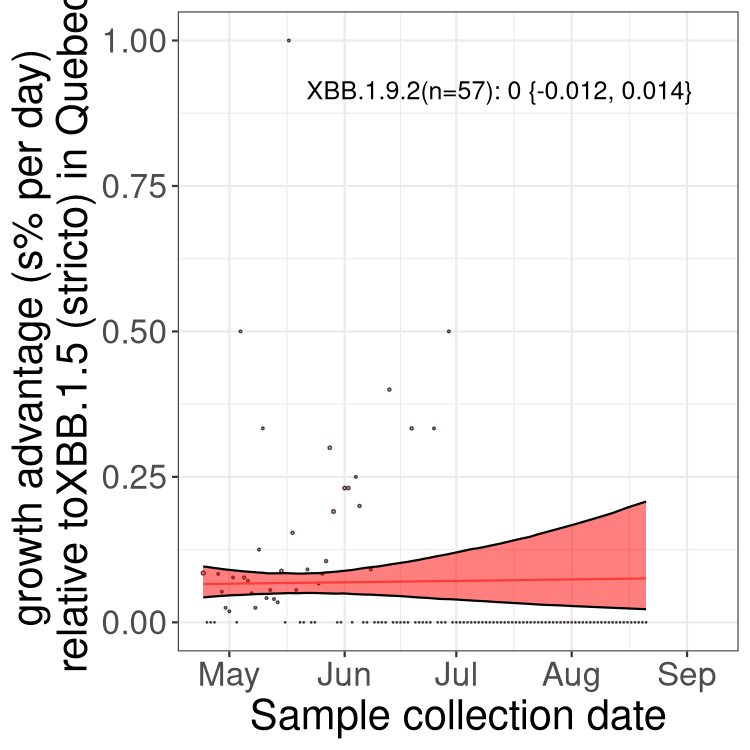 growth advantage (s% per day)
relative toXBB.1.5 (stricto) in Quebec
1.00
0.75
0.50
0.25
0.00
XBB.1.9.2(n=57): 0 {-0.012, 0.014}
May Jun Jul Aug Sep
Sample collection date